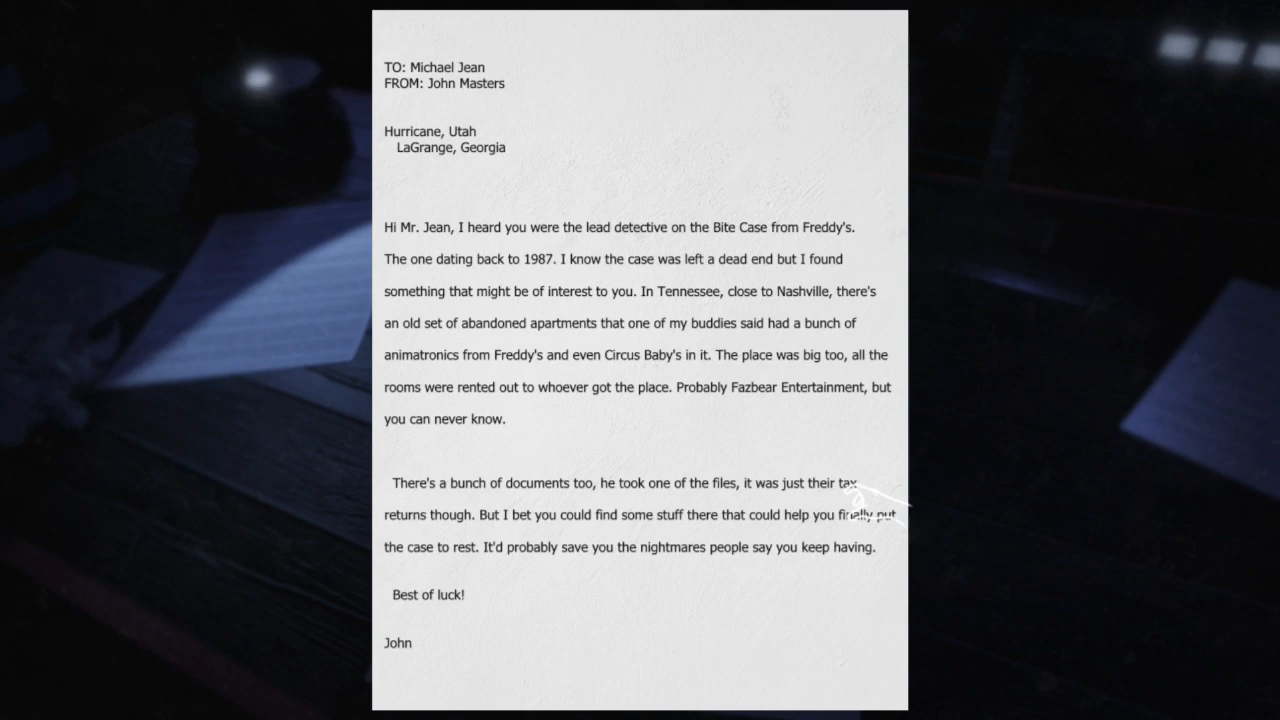 TO: Michael Jean
FROM: John Masters
Hurricane, Utah
LaGrange, Georgia
Hi Mr. Jean, I heard you were the lead detective on the Bite Case from Freddy's.
The one dating back to 1987. I know the case was left a dead end but I found
something that might be of interest to you. In Tennessee, close to Nashville, there's
an old set of abandoned apartments that one of my buddies said had a bunch of
animatronics from Freddy's and even Circus Baby's in it. The place was big too, all the
rooms were rented out to whoever got the place. Probably Fazbear Entertainment, but
you can never know.
There's a bunch of documents too, he took one of the files, it was just their tax
returns though. But I bet you could find some stuff there that could help you finally put
the case to rest. It'd probably save you the nightmares people say you keep having.
Best of luck!
John